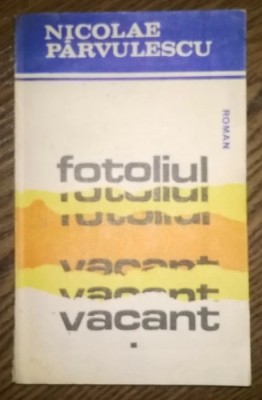 NICOLAE
PÂRVULESCU
ROMAN
fotoliul
fotoliul
fotoliul
vacant
vacant
vacant